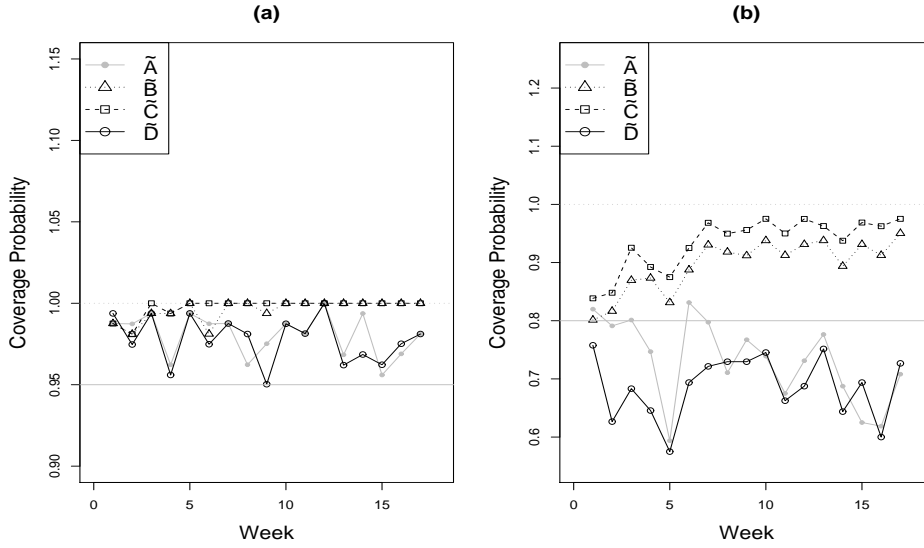 (a)
Ã
B̃
C̃
D̃
Coverage Probability
1.15
1.10
1.05
1.00
0.95
0.90
0
5
10
15
Week
(b)
Ã
B̃
C̃
D̃
Coverage Probability
1.2
1.1
1.0
0.9
0.8
0.7
0.6
0
5
10
15
Week